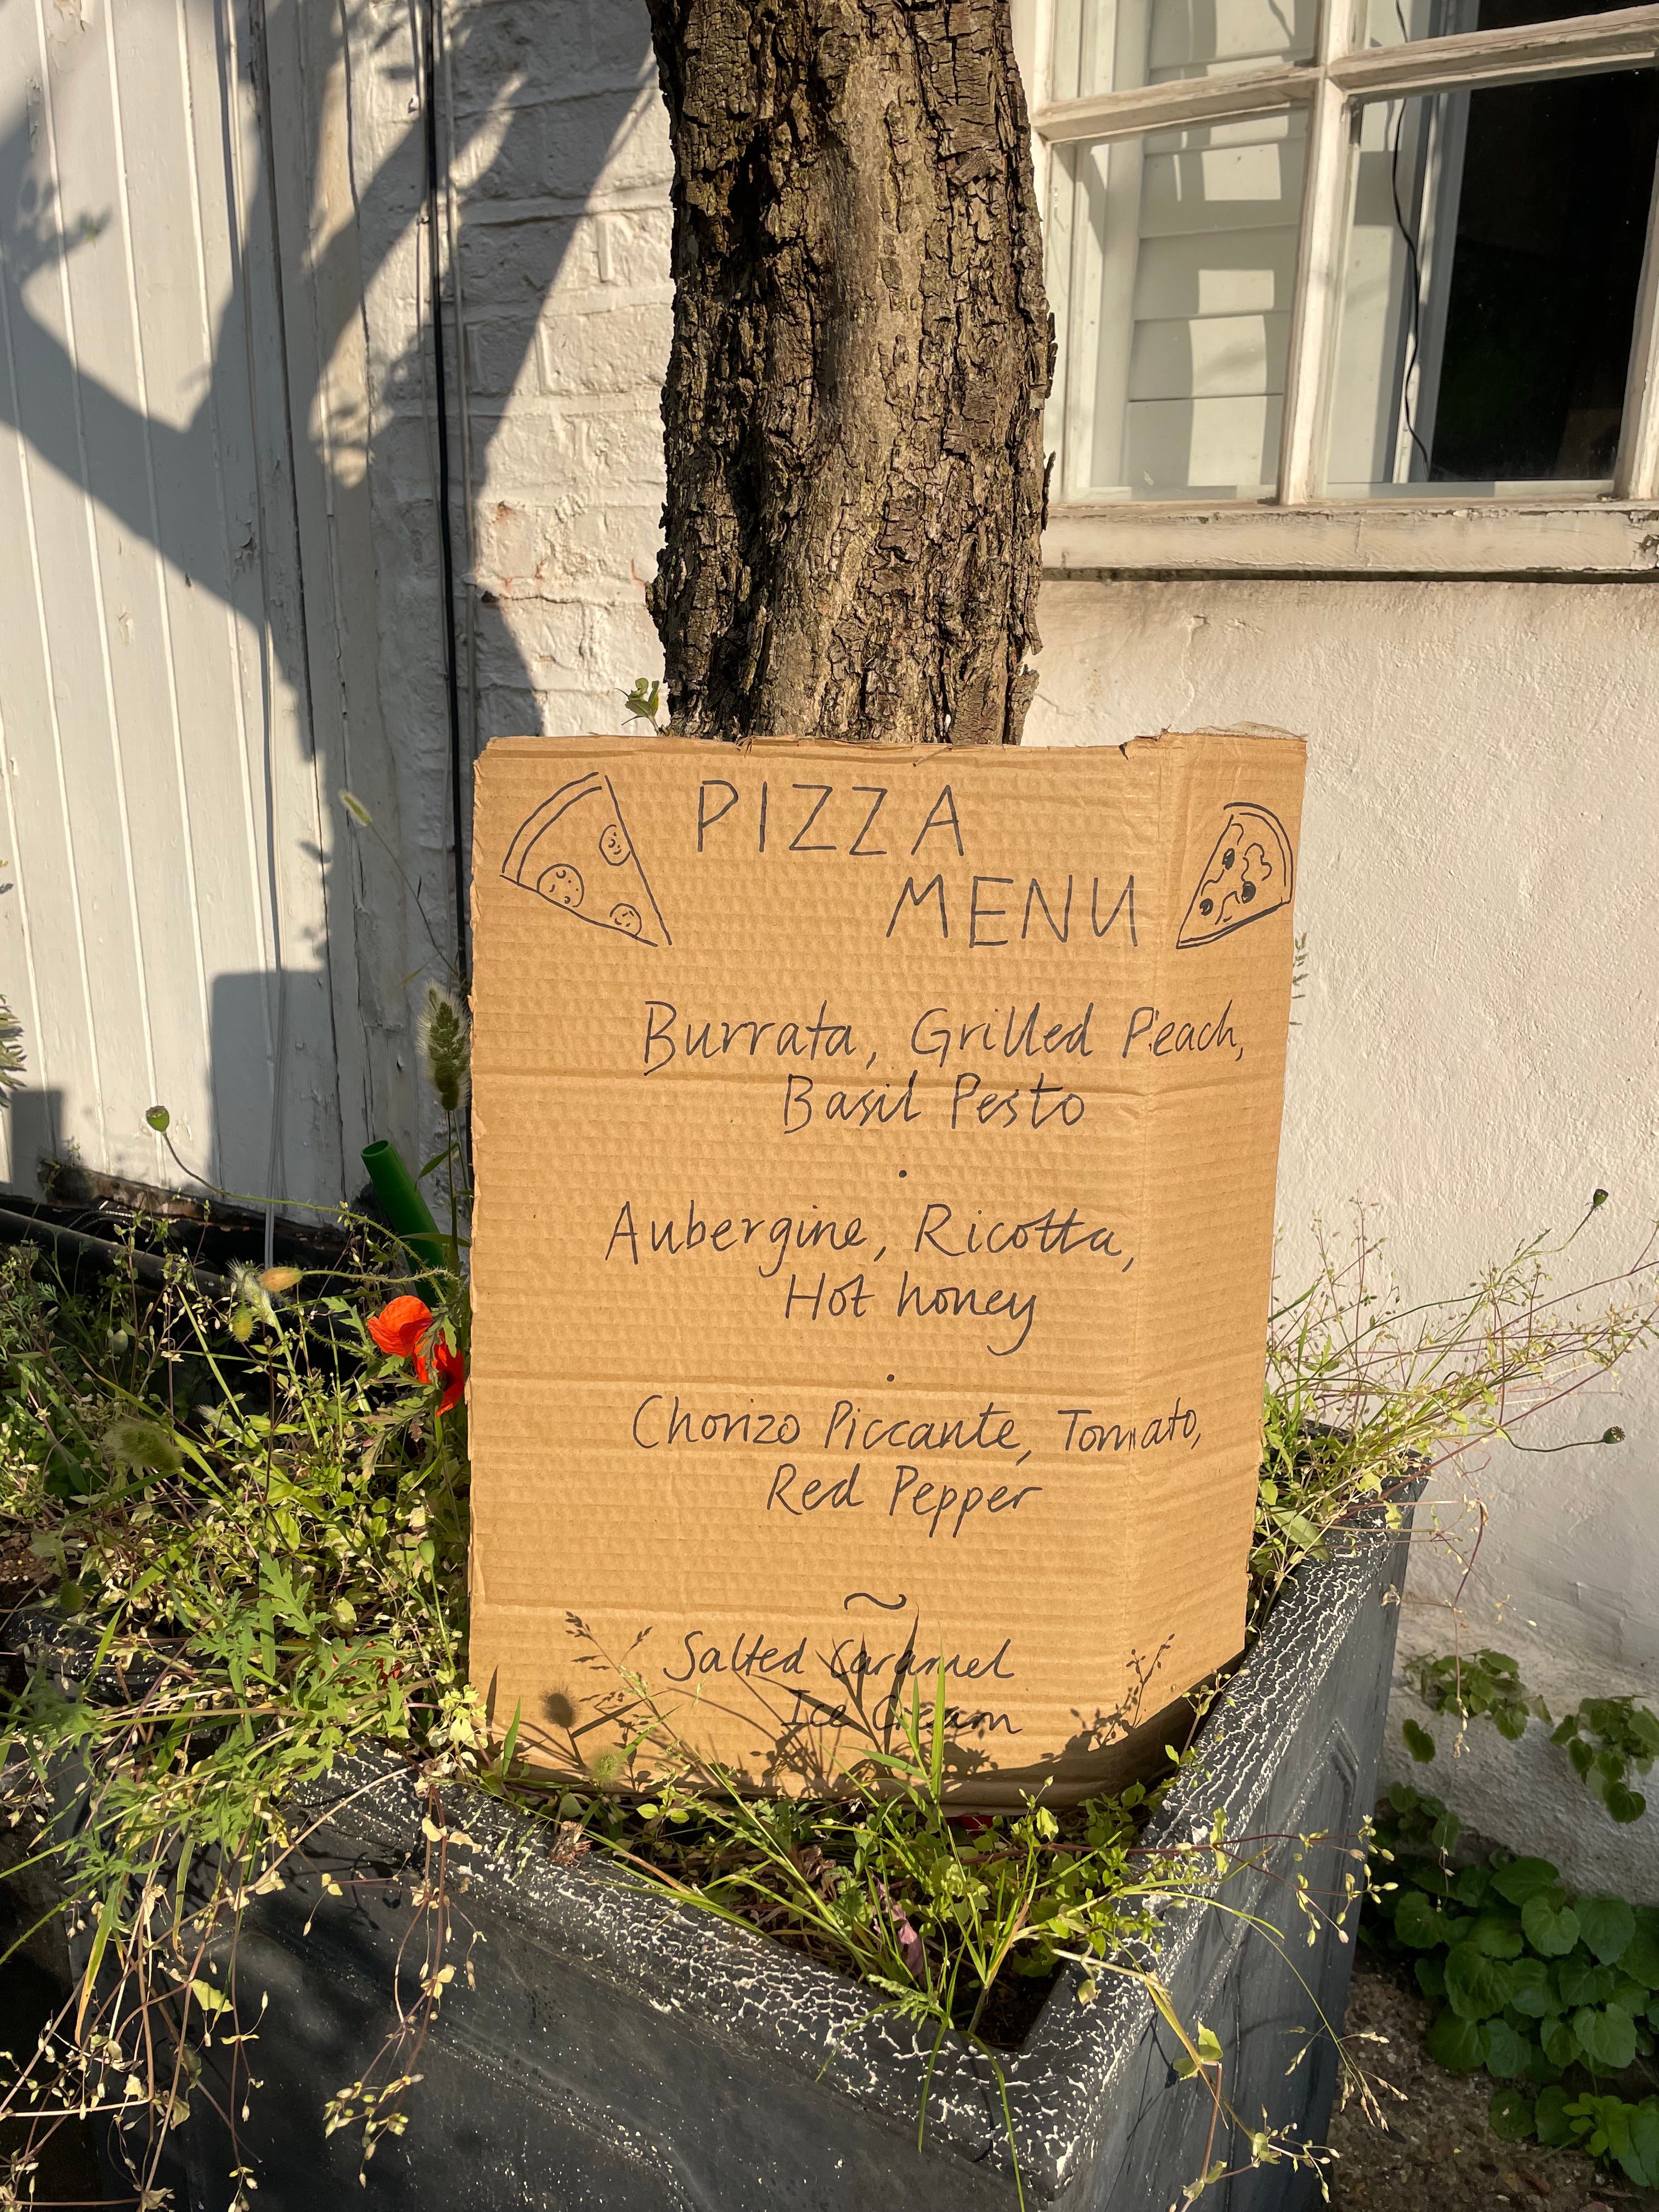 PIZZA
MENU
Burrata, Grilled Peach,
Basil Pesto
.
Aubergine, Ricotta,
Hot honey
.
Chorizo Piccante, Tomato,
Red Pepper
~
Salted Caramel
Ice Cream